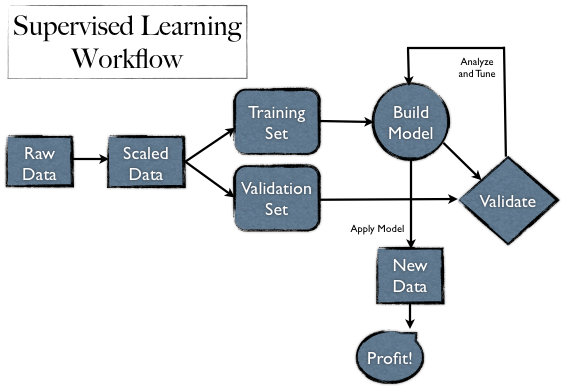 Supervised Learning
Workflow
Analyze
and Tune
Training
Set
Build
Model
Raw
Data
Scaled
Data
Validation
Set
Validate
Apply Model
New
Data
Profit!